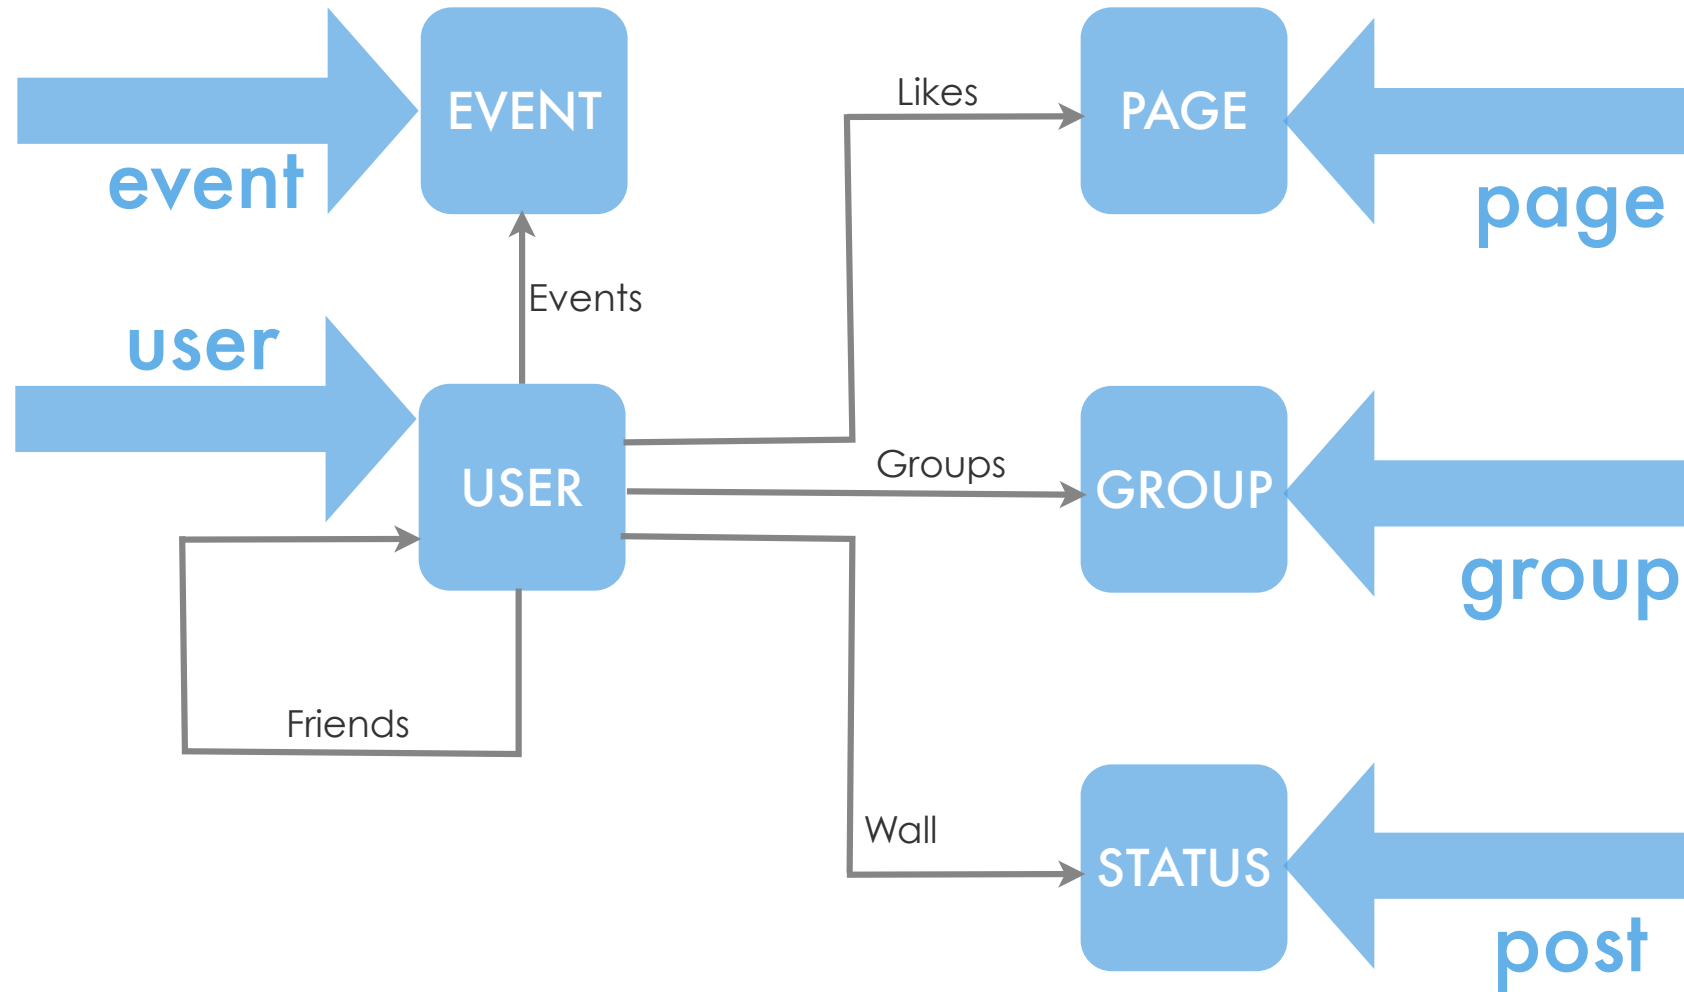 EVENT
Likes
PAGE
event
page
Events
user
USER
Groups
GROUP
group
Friends
Wall
STATUS
post